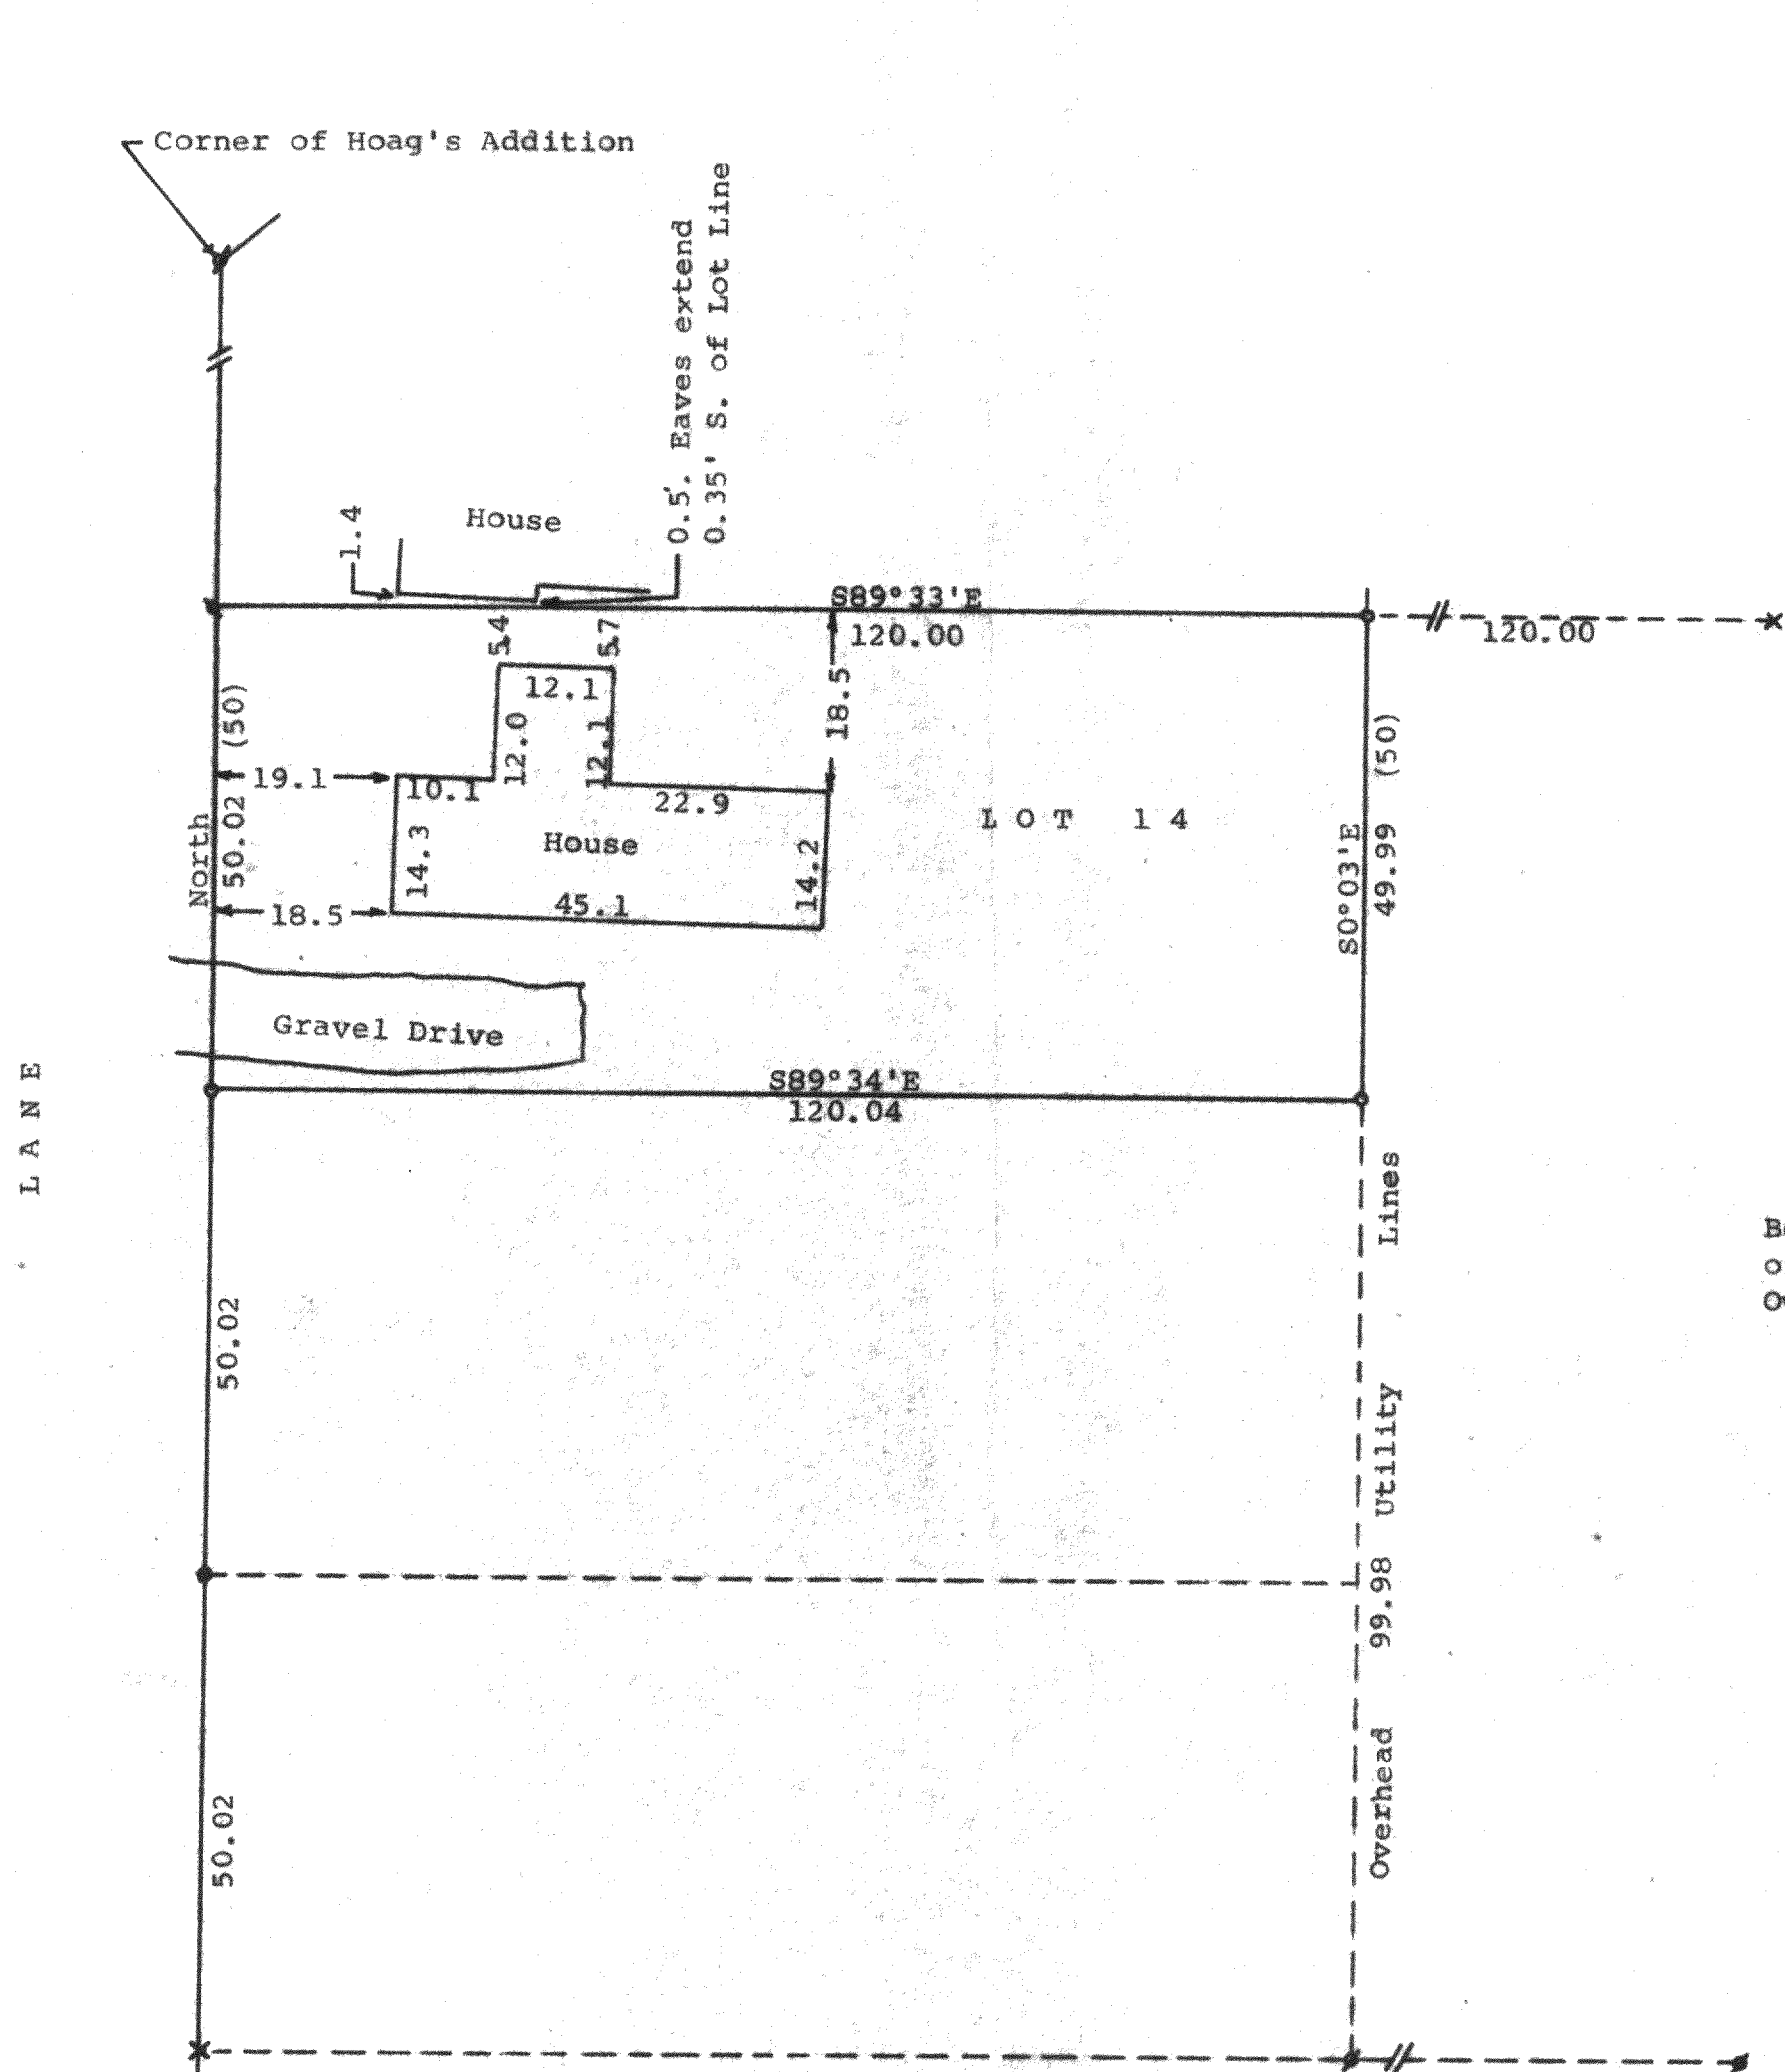 Corner of Hoag's Addition
0.5'. Eaves extend
0.35' S. of Lot Line
1.4
House
S89°33'E
120.00
120.00
5.4
5.7
12.1
18.5
12.0
12.1
North
50.02 (50)
19.1
10.1
22.9
LOT 14
House
14.3
14.2
S0°03'E
49.99 (50)
45.1
18.5
Gravel Drive
S89°34'E
120.04
LANE
50.02
50.02
Overhead 99.98 Utility Lines